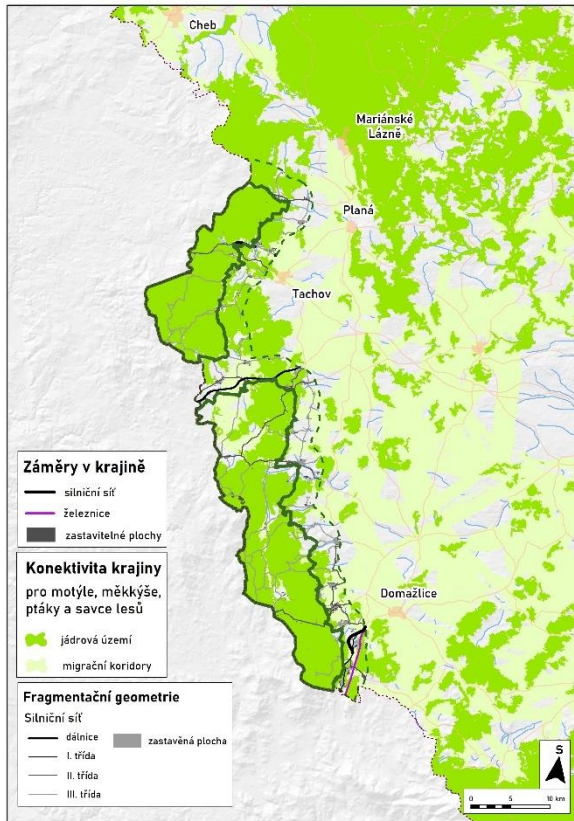 Cheb
Mariánské
Lázně
Planá
Tachov
Domažlice
Záměry v krajině
silniční síť
železnice
zastavitelné plochy
Konektivita krajiny
pro motýle, měkkýše,
ptáky a savce lesů
jádrová území
migrační koridory
Fragmentační geometrie
Silniční síť
dálnice
zastavěná plocha
I. třída
II. třída
III. třída
S
0 5 10 km